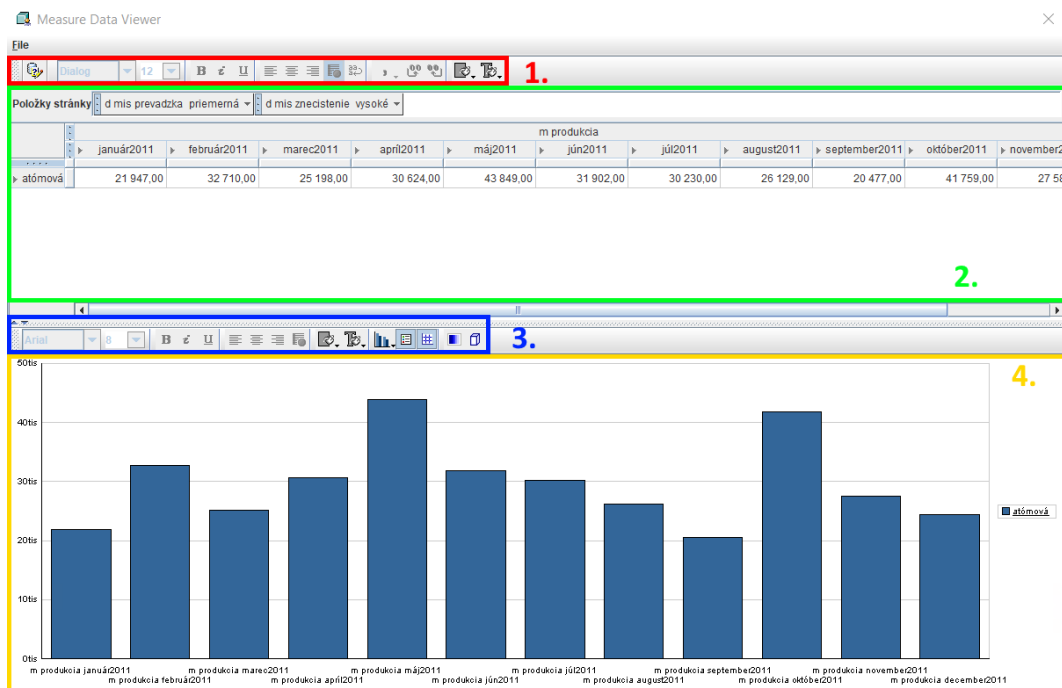 Measure Data Viewer
File
Dialog 12 B i U
1.
Položky stránky d mis prevadzka priemerná d mis znecistenie vysoké
m produkcia
január2011 február2011 marec2011 apríl2011 máj2011 jún2011 júl2011 august2011 september2011 október2011 november2
atómová 21 947,00 32 710,00 25 198,00 30 624,00 43 849,00 31 902,00 30 230,00 26 129,00 20 477,00 41 759,00 27 58
2.
Arial 8 B i U
3.
4.
50tis
40tis
30tis
20tis
10tis
0tis
atómová
m produkcia január2011 m produkcia marec2011 m produkcia máj2011 m produkcia júl2011 m produkcia september2011 m produkcia november2011
m produkcia február2011 m produkcia apríl2011 m produkcia jún2011 m produkcia august2011 m produkcia október2011 m produkcia december2011